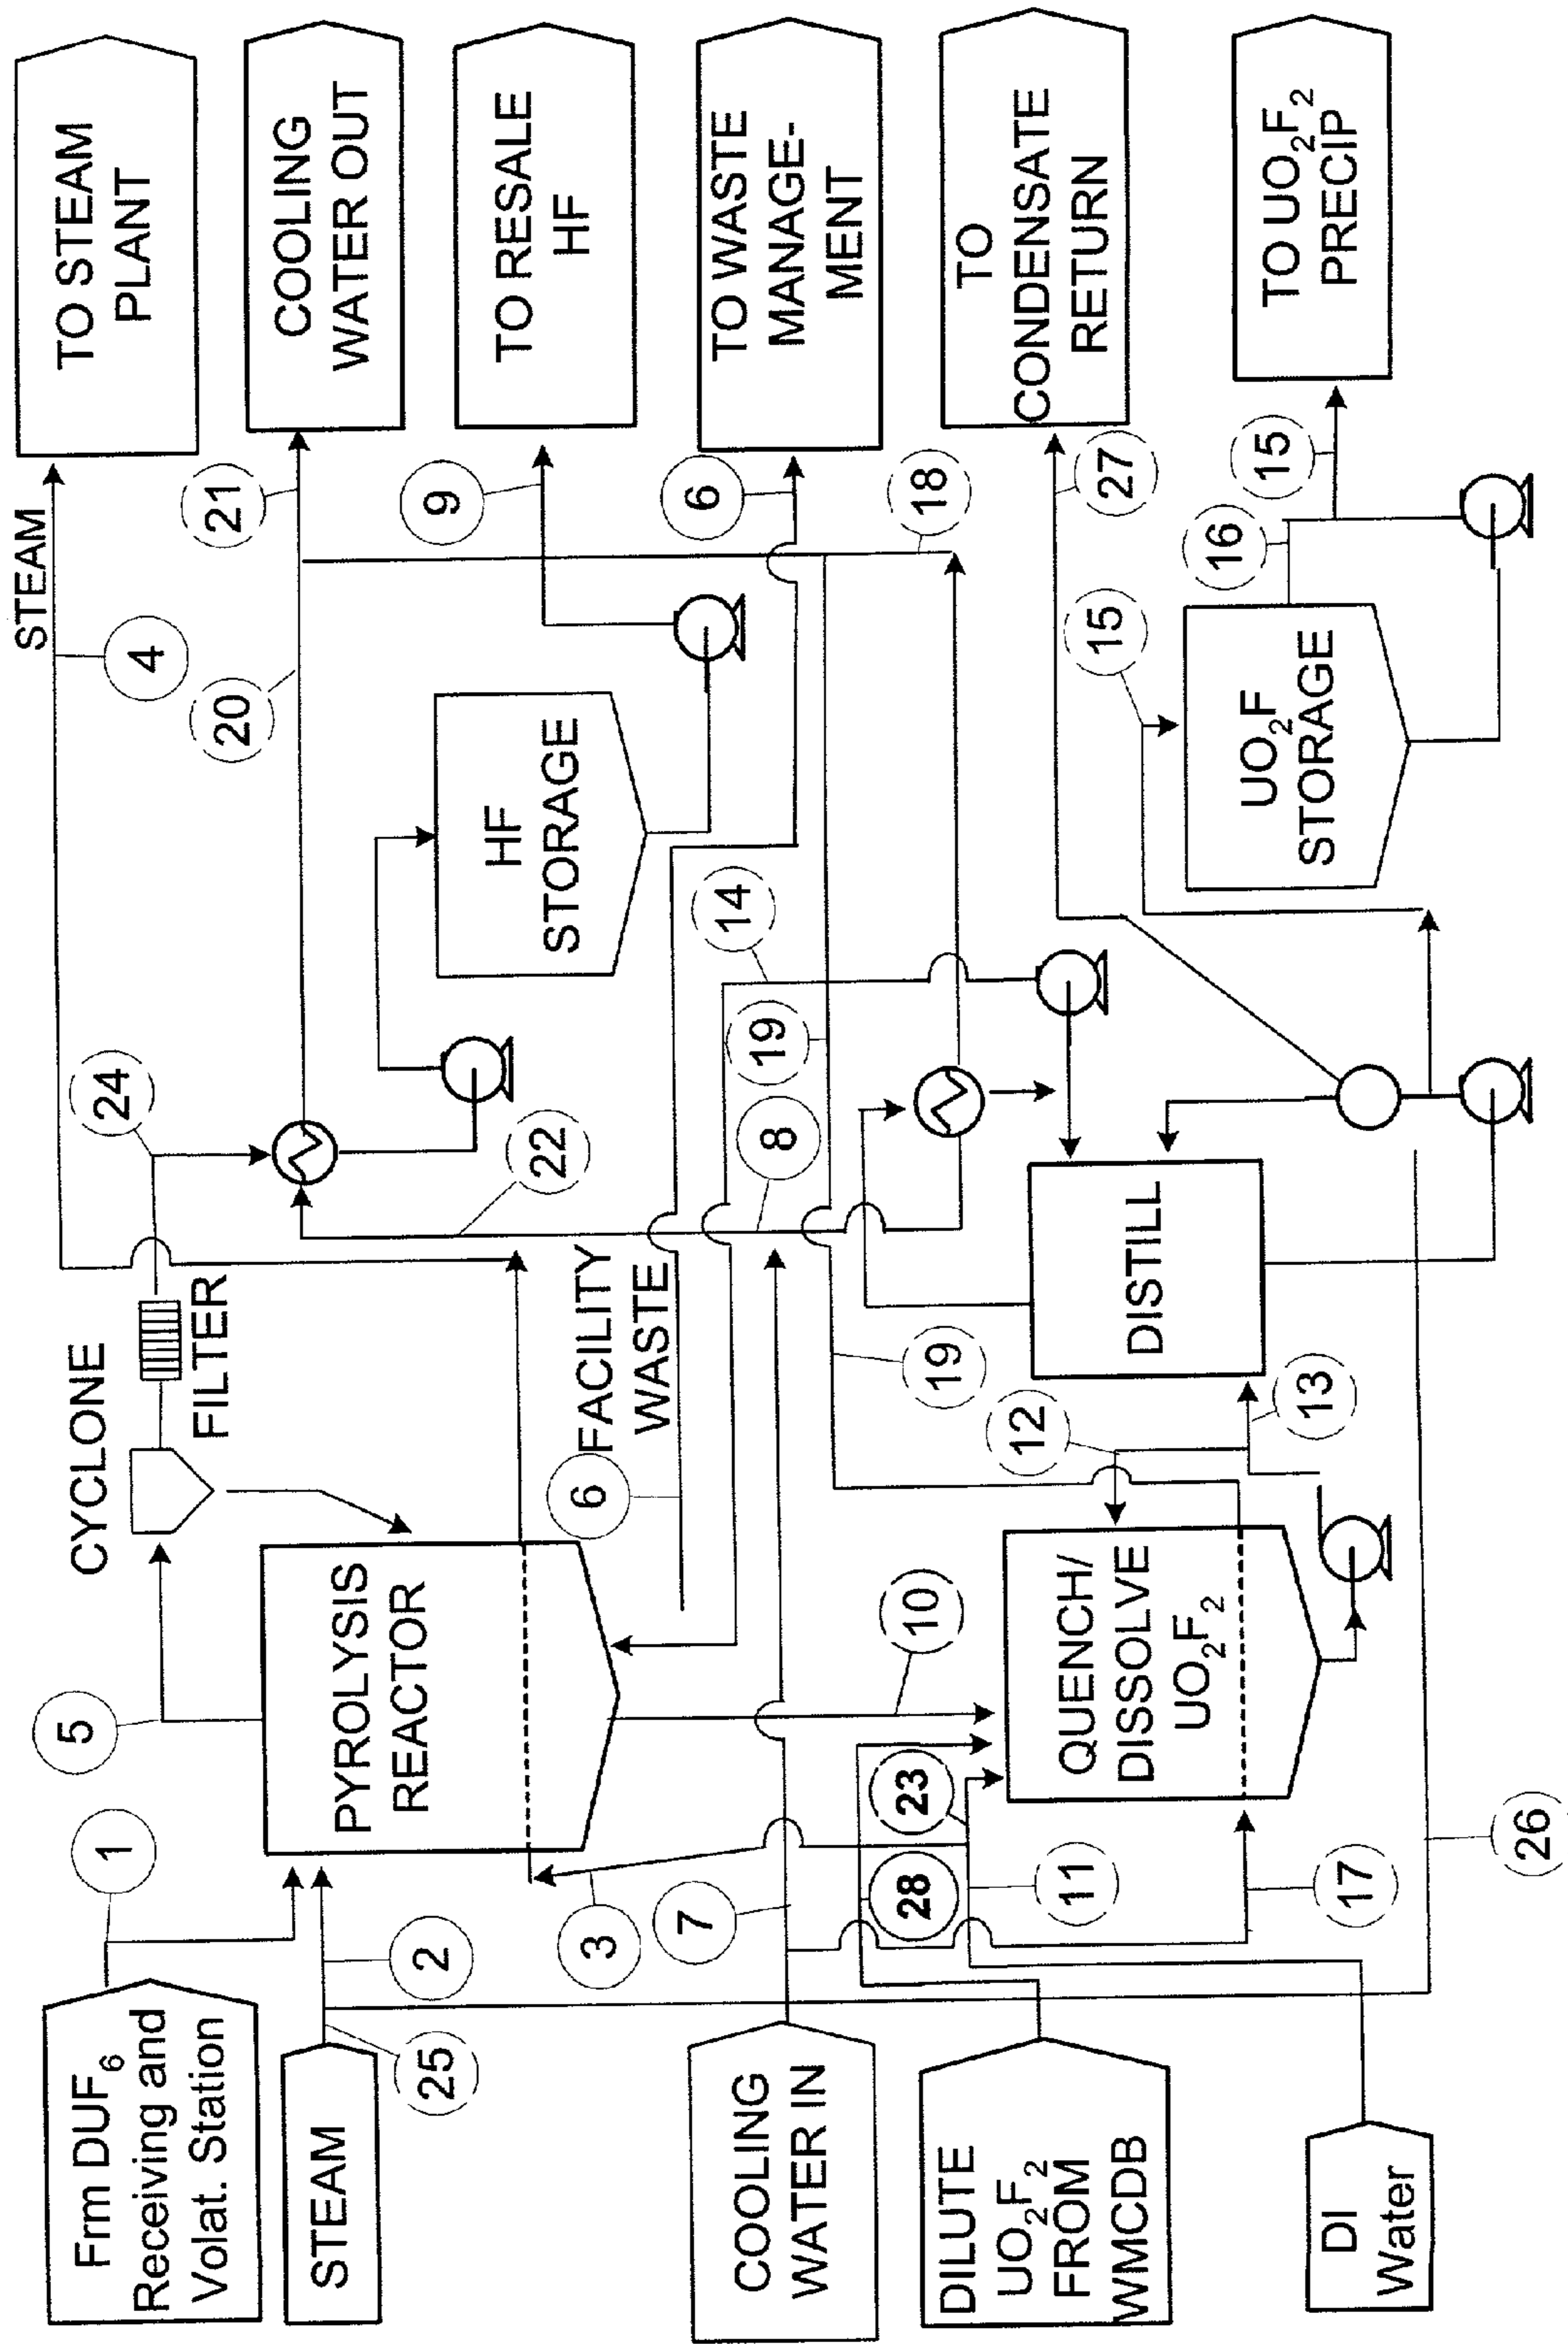 Frm DUF6
Receiving and
Volat. Station
STEAM
COOLING
WATER IN
DILUTE
UO2F2
FROM
WMCDB
DI
Water
1
25
2
3
7
28
23
11
17
26
5
PYROLYSIS
REACTOR
10
QUENCH/
DISSOLVE
UO2F2
CYCLONE
FILTER
6
FACILITY
WASTE
12
13
19
DISTILL
24
22
8
19
14
HF
STORAGE
UO2F
STORAGE
15
16
15
STEAM
4
20
21
9
6
18
27
TO STEAM
PLANT
COOLING
WATER OUT
TO RESALE
HF
TO WASTE
MANAGE-
MENT
TO
CONDENSATE
RETURN
TO UO2F2
PRECIP